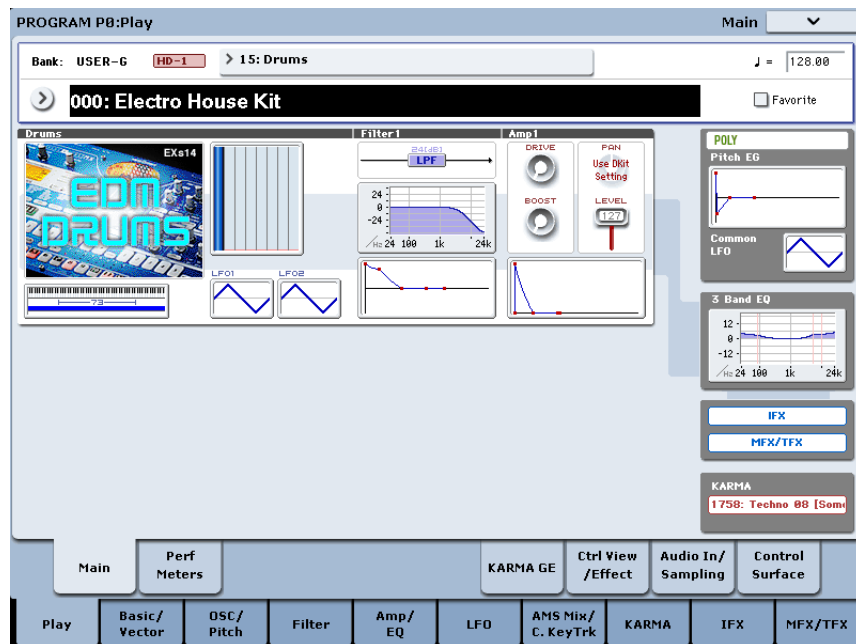 PROGRAM P0:Play
Main
Bank: USER-G
HD-1
15: Drums
♩ = 128.00
000: Electro House Kit
Favorite
Drums
EXs14
EDM
DRUMS
73
LFO1
LFO2
Filter1
24[dB]
LPF
24
0
-24
/Hz 24 100 1k 24k
Amp1
DRIVE
BOOST
PAN
Use DKit
Setting
LEVEL
127
POLY
Pitch EG
Common
LFO
3 Band EQ
12
0
-12
/Hz 24 100 1k 24k
IFX
MFX/TFX
KARMA
1758: Techno 08 [Some
Main
Perf
Meters
KARMA GE
Ctrl View
/Effect
Audio In/
Sampling
Control
Surface
Play
Basic/
Vector
OSC/
Pitch
Filter
Amp/
EQ
LFO
AMS Mix/
C. KeyTrk
KARMA
IFX
MFX/TFX